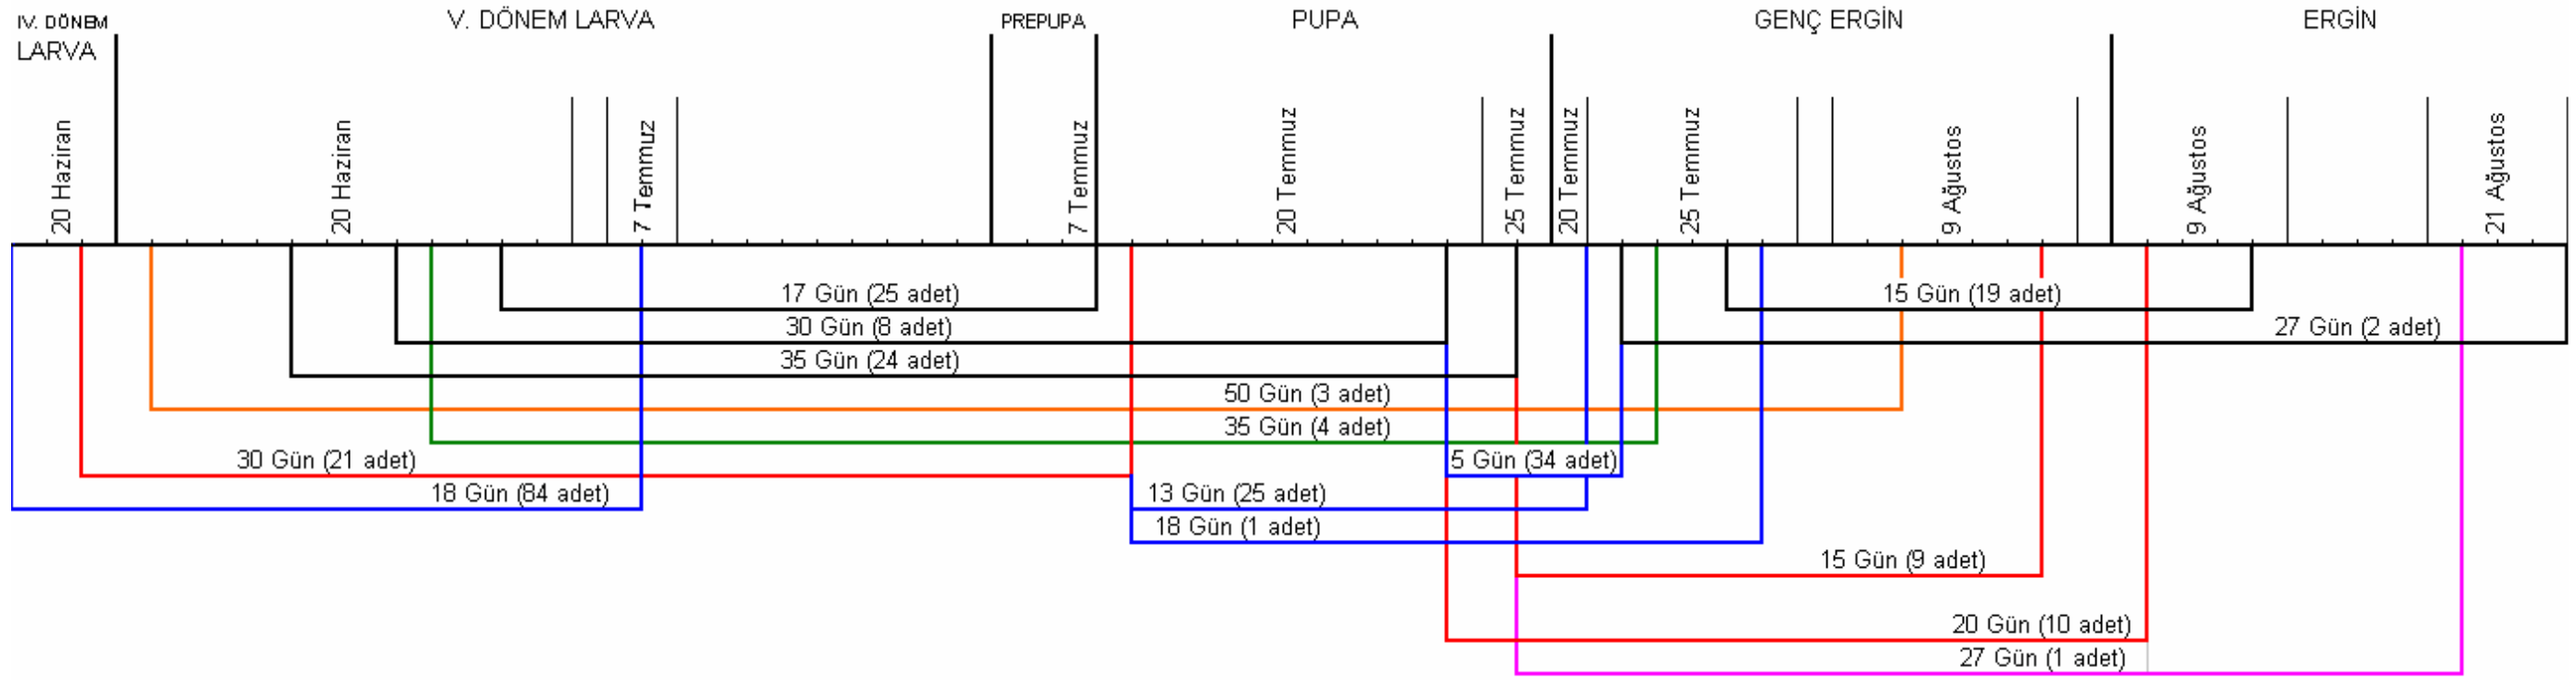 IV. DÖNEM
LARVA
V. DÖNEM LARVA
PREPUPA
PUPA
GENÇ ERGİN
ERGİN
20 Haziran
20 Haziran
7 Temmuz
7 Temmuz
20 Temmuz
25 Temmuz
20 Temmuz
25 Temmuz
9 Ağustos
9 Ağustos
21 Ağustos
17 Gün (25 adet)
15 Gün (19 adet)
30 Gün (8 adet)
27 Gün (2 adet)
35 Gün (24 adet)
50 Gün (3 adet)
35 Gün (4 adet)
30 Gün (21 adet)
5 Gün (34 adet)
18 Gün (84 adet)
13 Gün (25 adet)
18 Gün (1 adet)
15 Gün (9 adet)
20 Gün (10 adet)
27 Gün (1 adet)